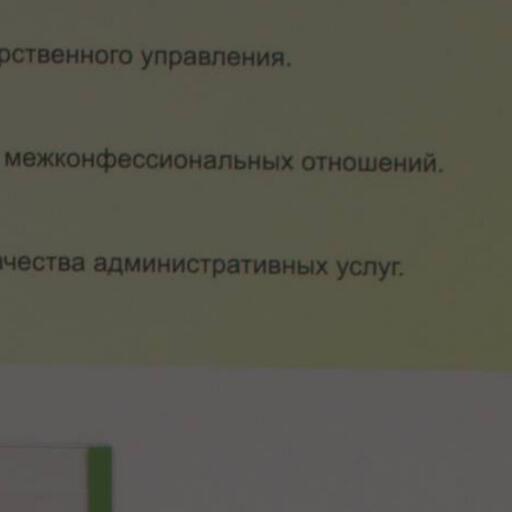 рственного управления.
межконфессиональных отношений.
чества административных услуг.